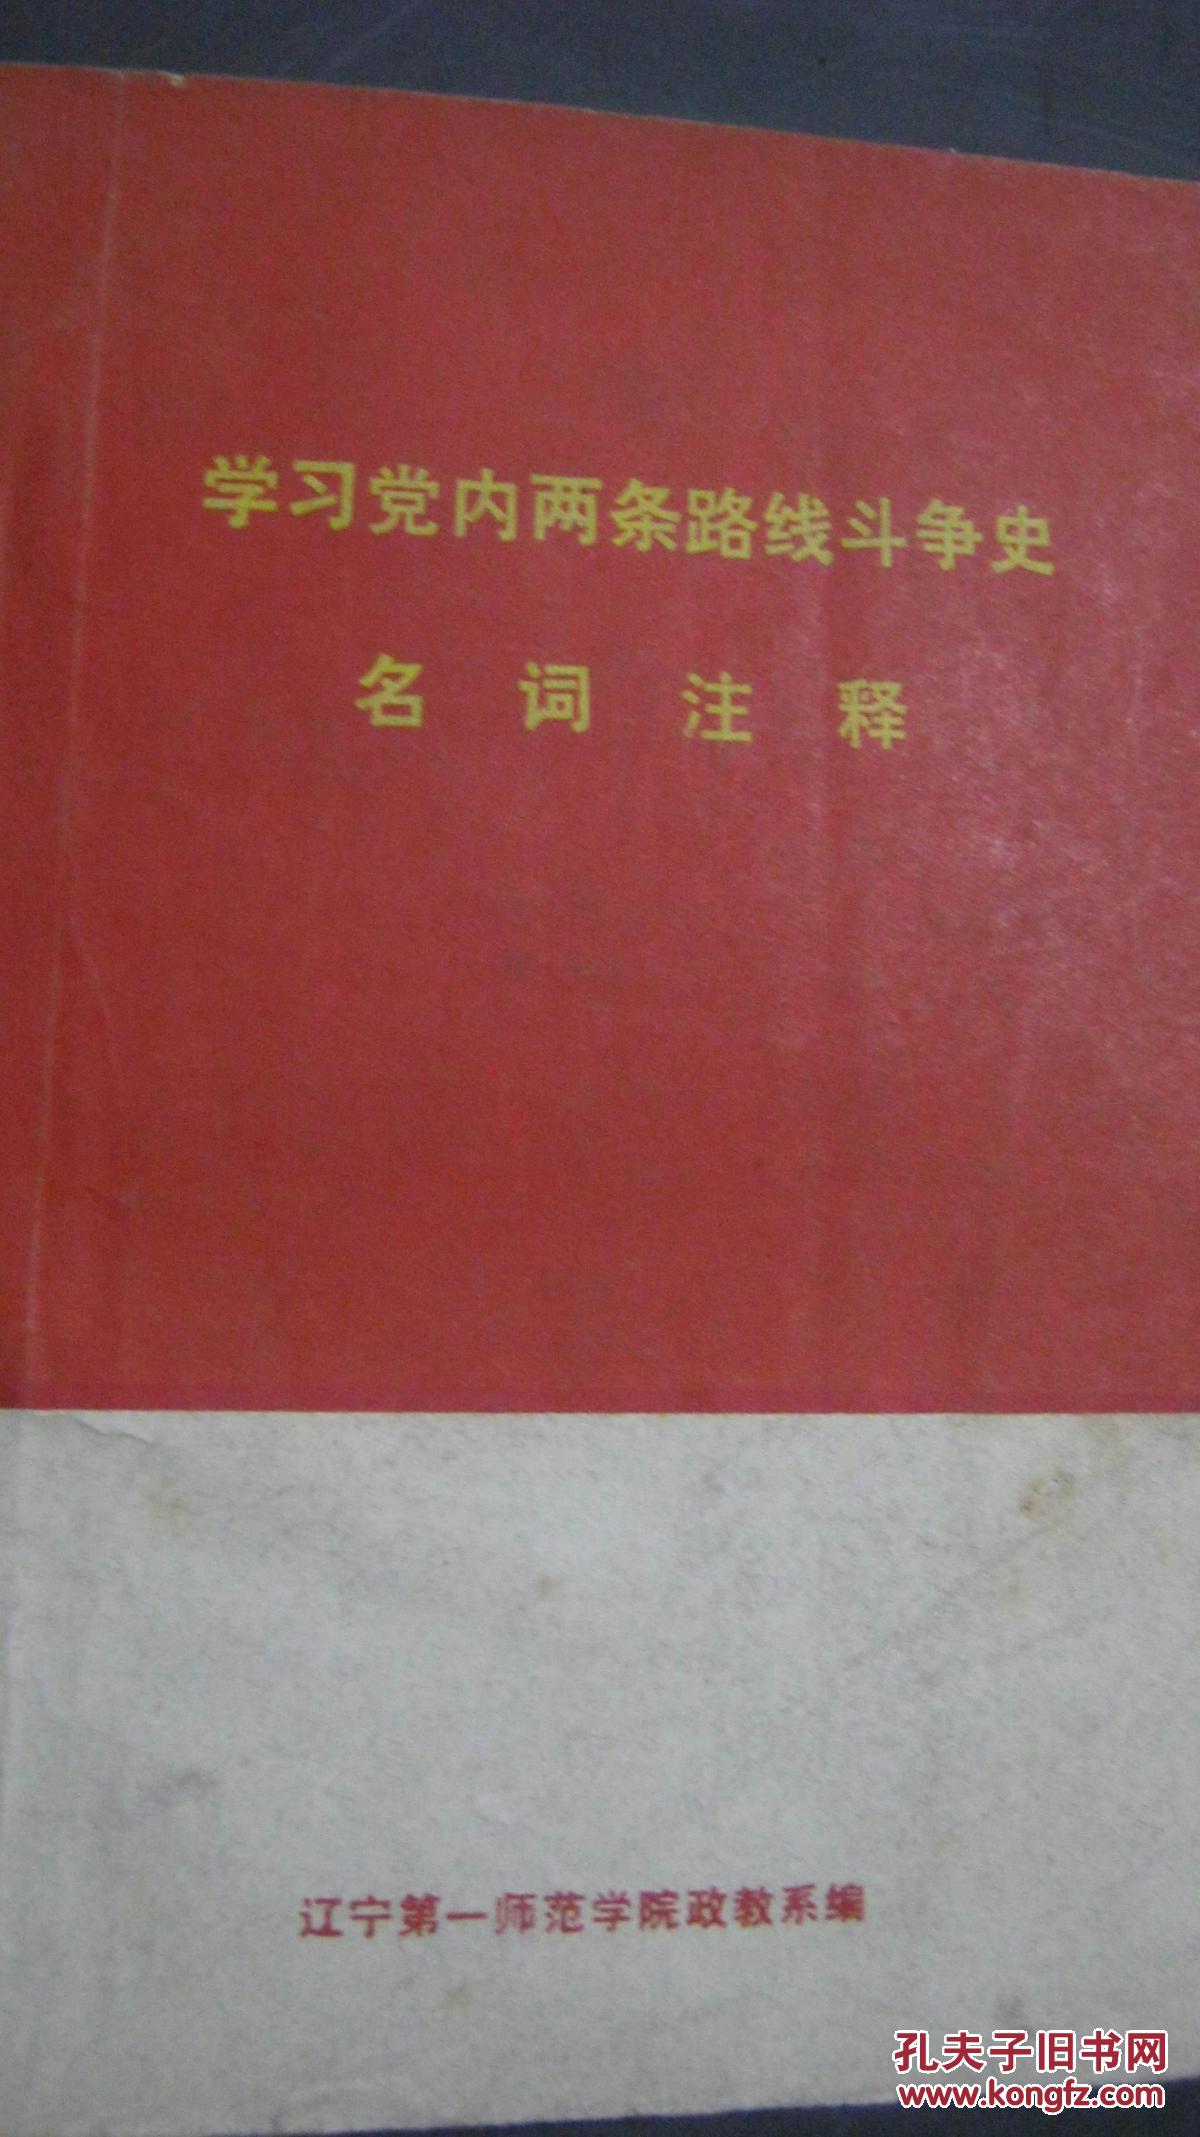 学习党内两条路线斗争史
名词注释
辽宁第一师范学院政教系编
孔夫子旧书网
www.kongfz.com